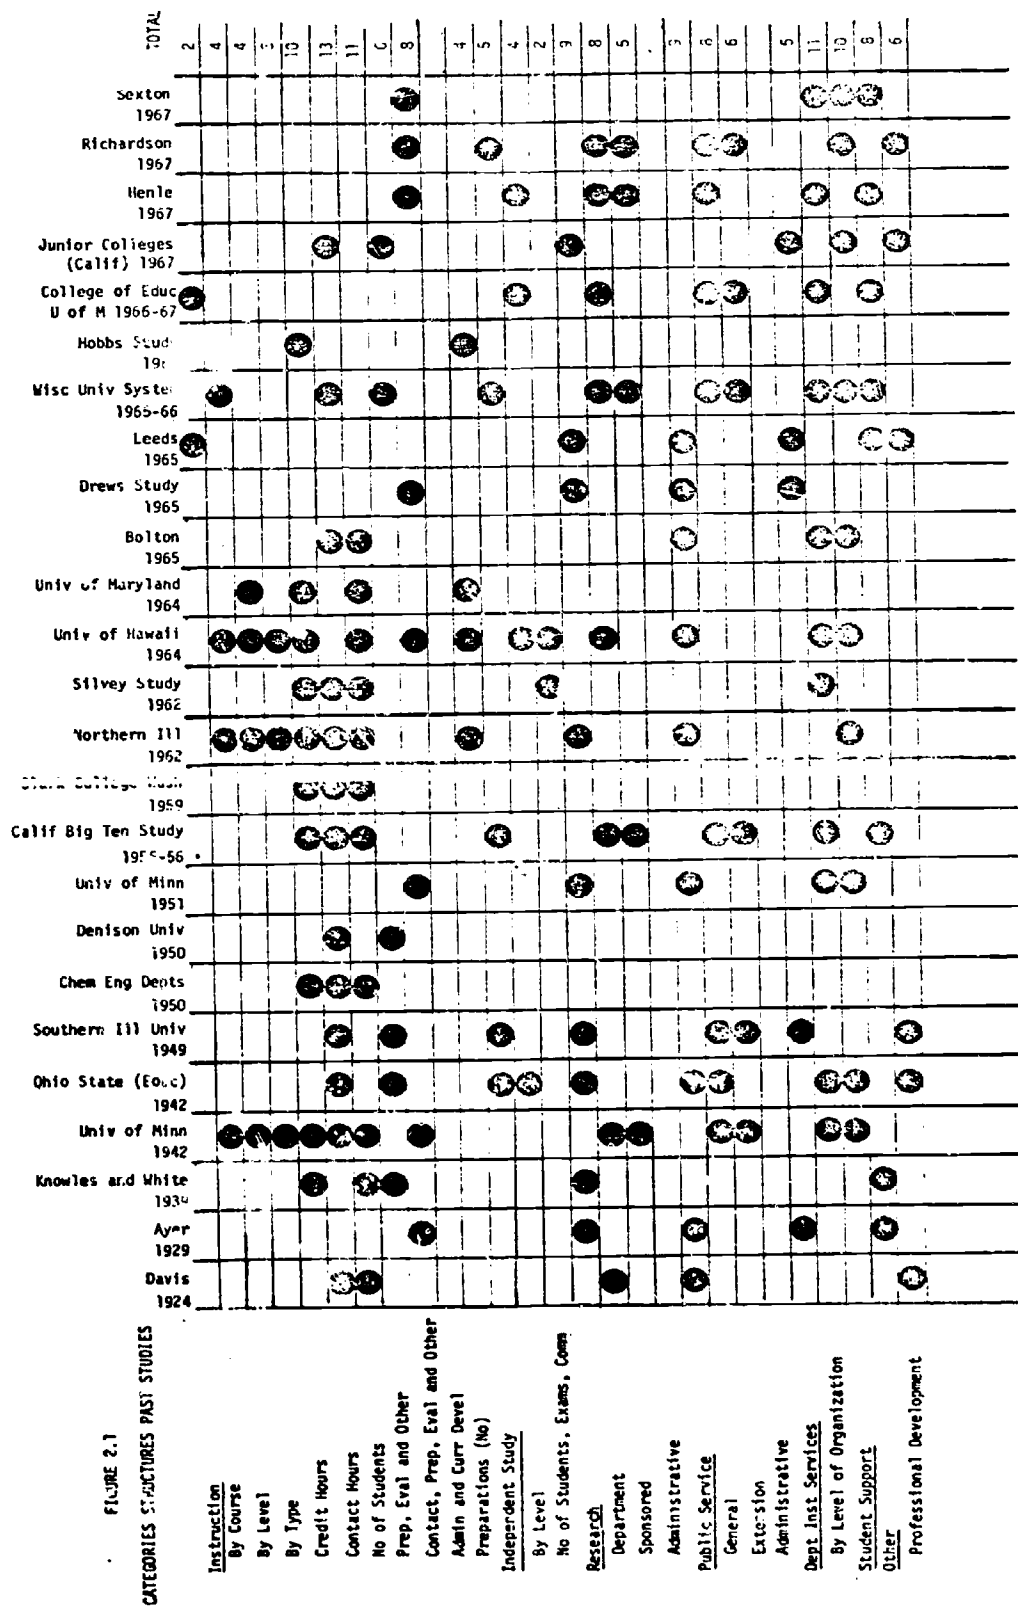 TOTAL
2
4
4
10
13
11
6
8
4
5
4
2
9
8
5
9
8
6
5
11
10
8
6
Sexton
1967
Richardson
1967
Henle
1967
Junior Colleges
(Calif) 1967
College of Educ
U of M 1966-67
Hobbs
Wisc Univ
1965-66
Leeds
1965
Drews Study
1965
Bolton
1965
Univ of Maryland
1964
Univ of Hawaii
1964
Silvey Study
1962
Northern Ill
1962
1959
Calif Big Ten Study
Univ of Minn
1951
Denison Univ
1950
Chem Eng Depts
1950
Southern Ill Univ
1949
Ohio State
1942
Univ of Minn
1942
Knowles and White
Ayer
1929
Davis
1924
FIGURE 2.1
CATEGORIES STRUCTURES PAST STUDIES
Instruction
By Course
By Level
By Type
Credit Hours
Contact Hours
No of Students
Prep, Eval and Other
Contact, Prep, Eval and Other
Admin and Curr Devel
Preparations (No)
Independent Study
By Level
No of Students, Exams, Comm
Research
Department
Sponsored
Administrative
Public Service
General
Extension
Administrative
Dept Inst Services
By Level of Organization
Student Support
Other
Professional Development